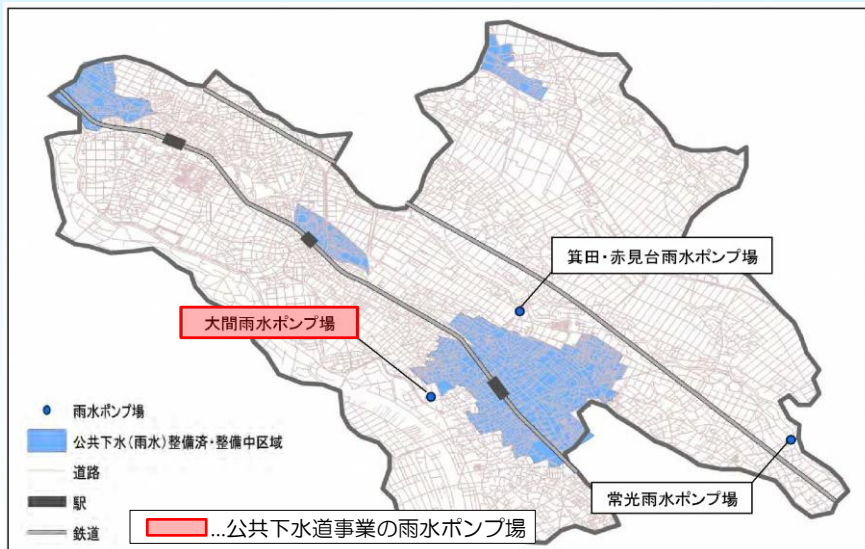 箕田・赤見台雨水ポンプ場
大間雨水ポンプ場
常光雨水ポンプ場
雨水ポンプ場
公共下水(雨水)整備済・整備中区域
道路
駅
鉄道
…公共下水道事業の雨水ポンプ場